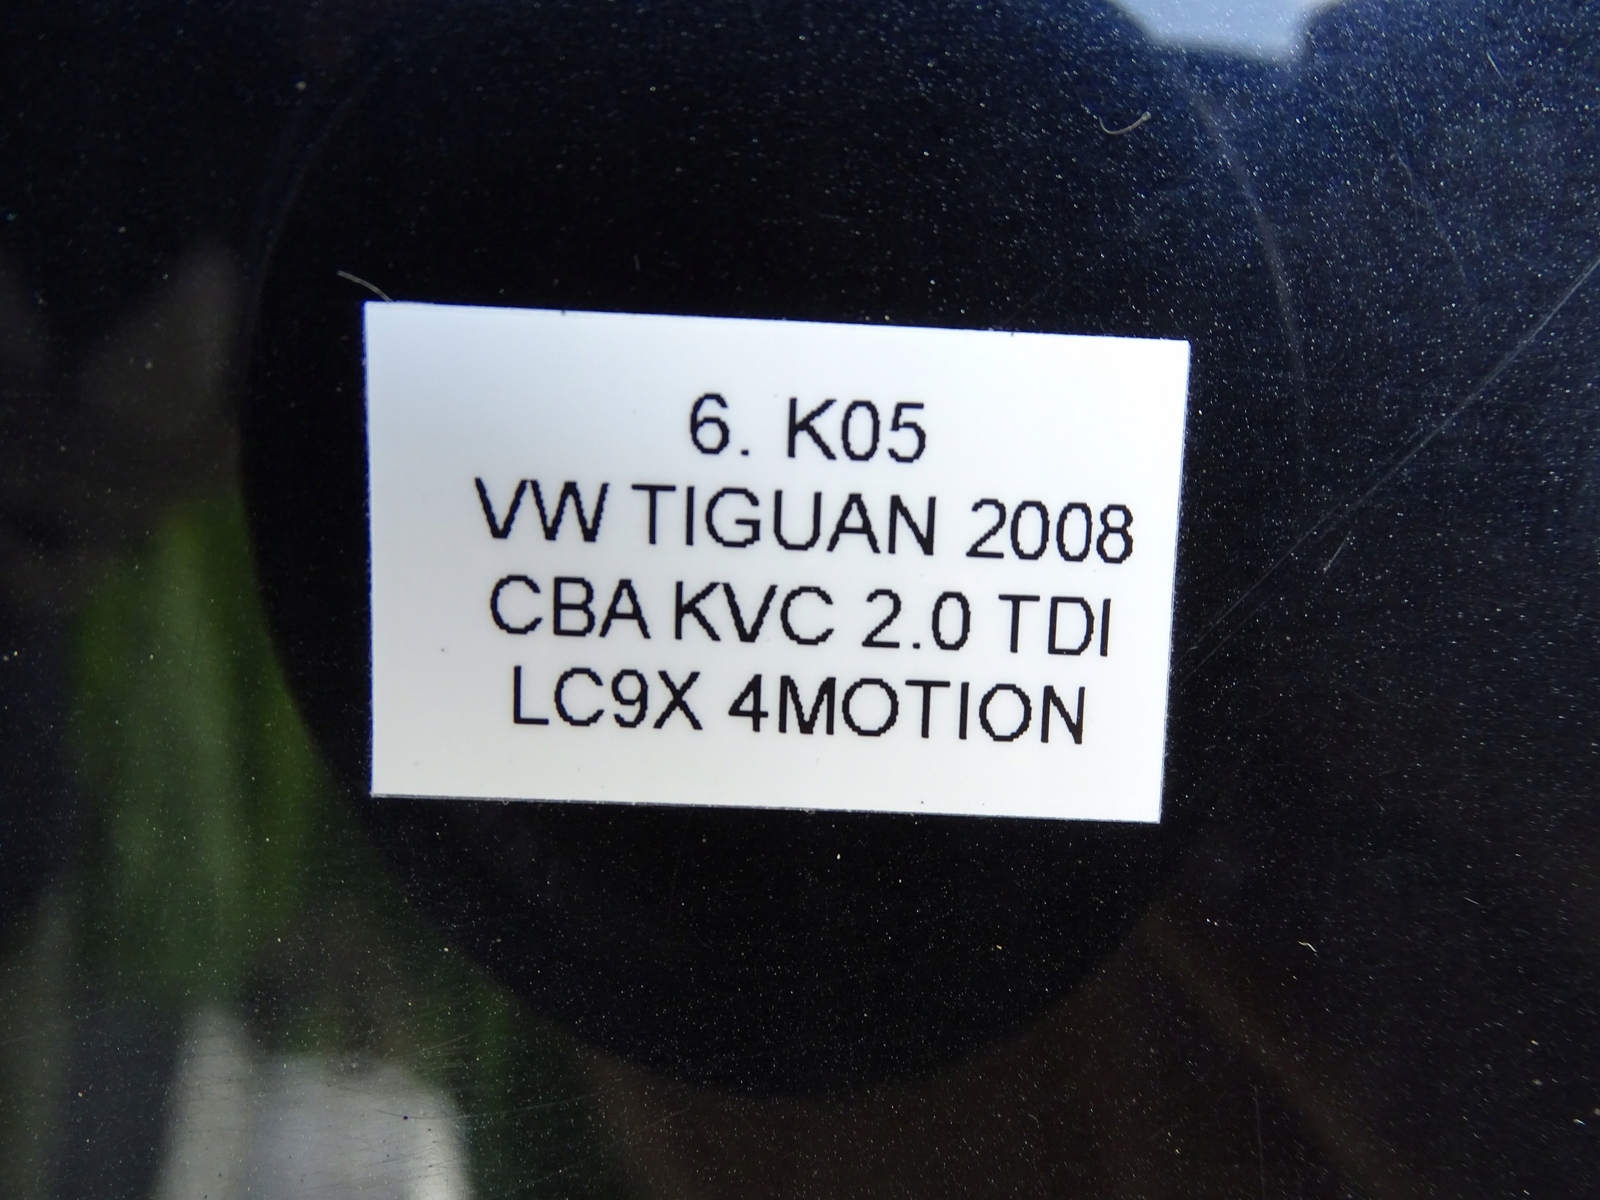 6. K05
VW TIGUAN 2008
CBA KVC 2.0 TDI
LC9X 4MOTION